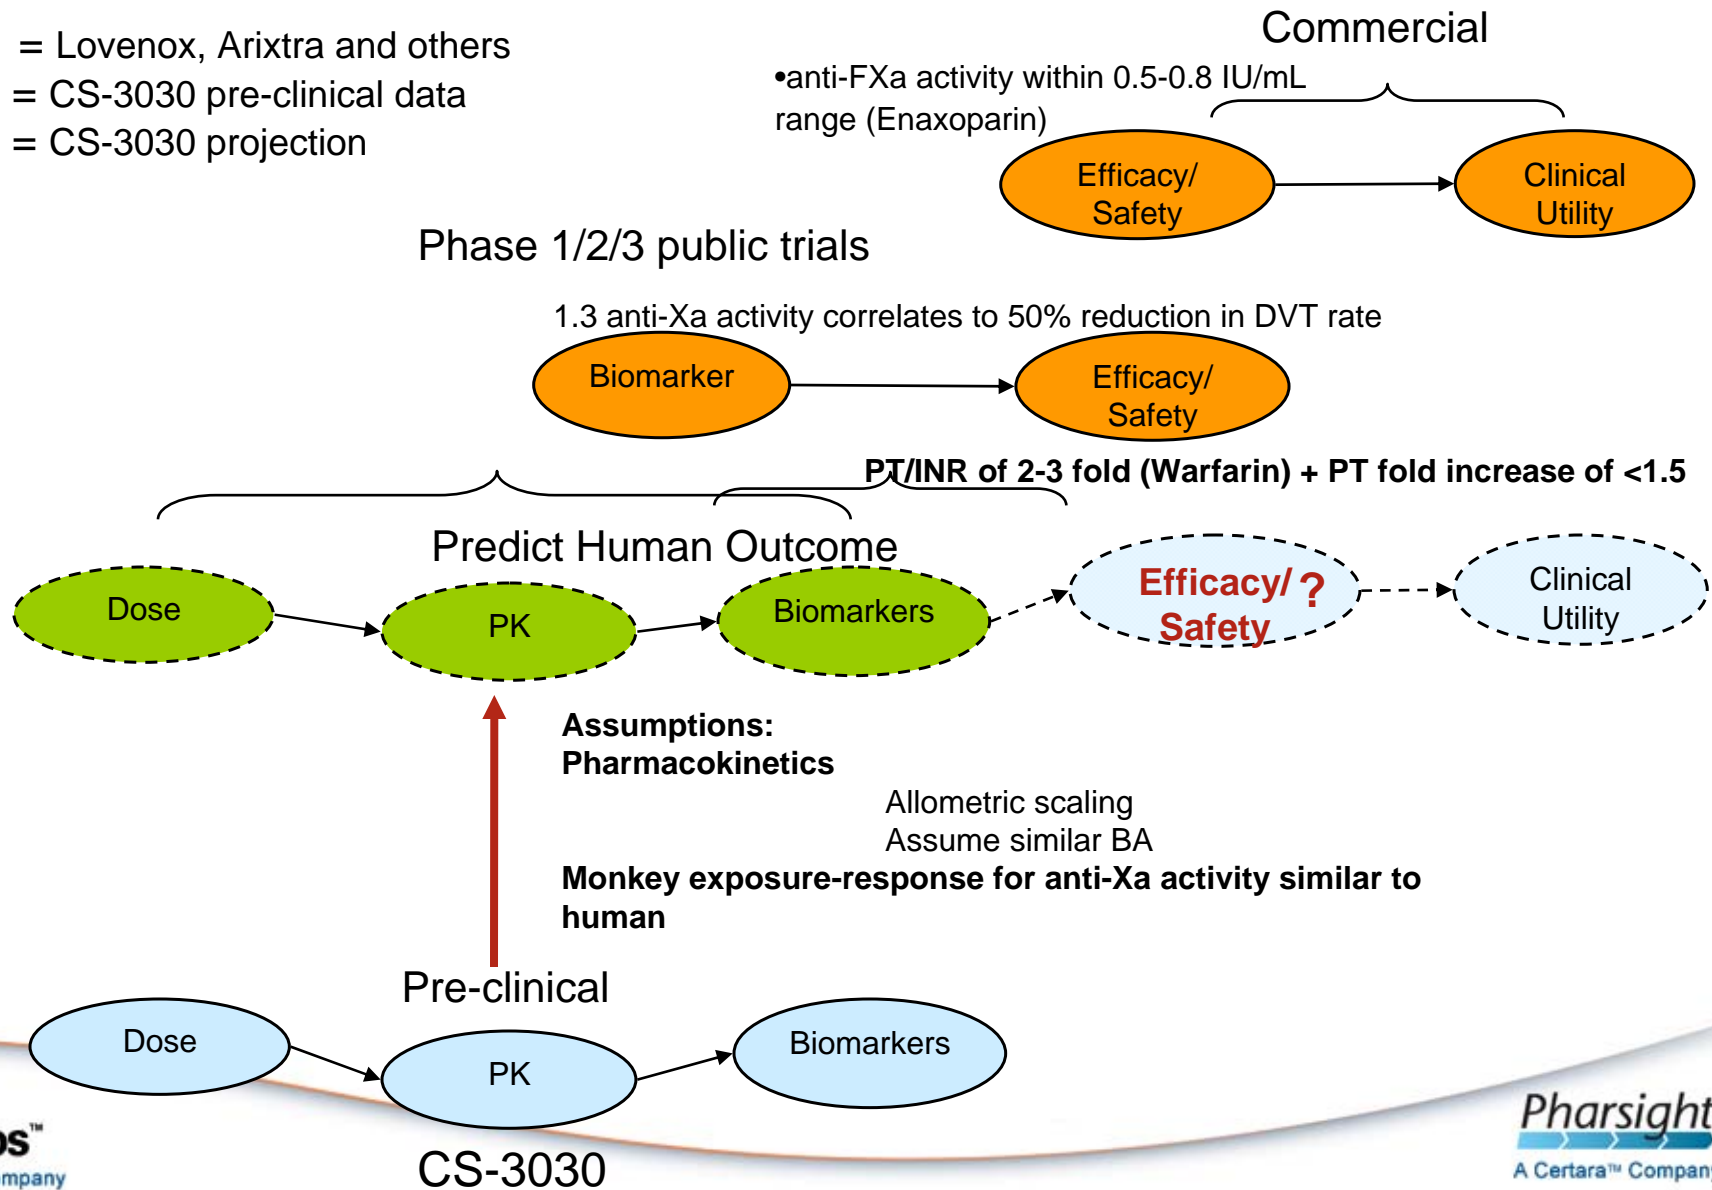 = Lovenox, Arixtra and others
= CS-3030 pre-clinical data
= CS-3030 projection
Commercial
•anti-FXa activity within 0.5-0.8 IU/mL
range (Enaxoparin)
Efficacy/
Safety
Clinical
Utility
Phase 1/2/3 public trials
1.3 anti-Xa activity correlates to 50% reduction in DVT rate
Biomarker
Efficacy/
Safety
PT/INR of 2-3 fold (Warfarin) + PT fold increase of <1.5
Predict Human Outcome
Dose
PK
Biomarkers
Efficacy/ ?
Safety
Clinical
Utility
Assumptions:
Pharmacokinetics
Allometric scaling
Assume similar BA
Monkey exposure-response for anti-Xa activity similar to
human
Pre-clinical
Dose
PK
Biomarkers
CS-3030
os™
mpany
Pharsight
A Certara™ Company